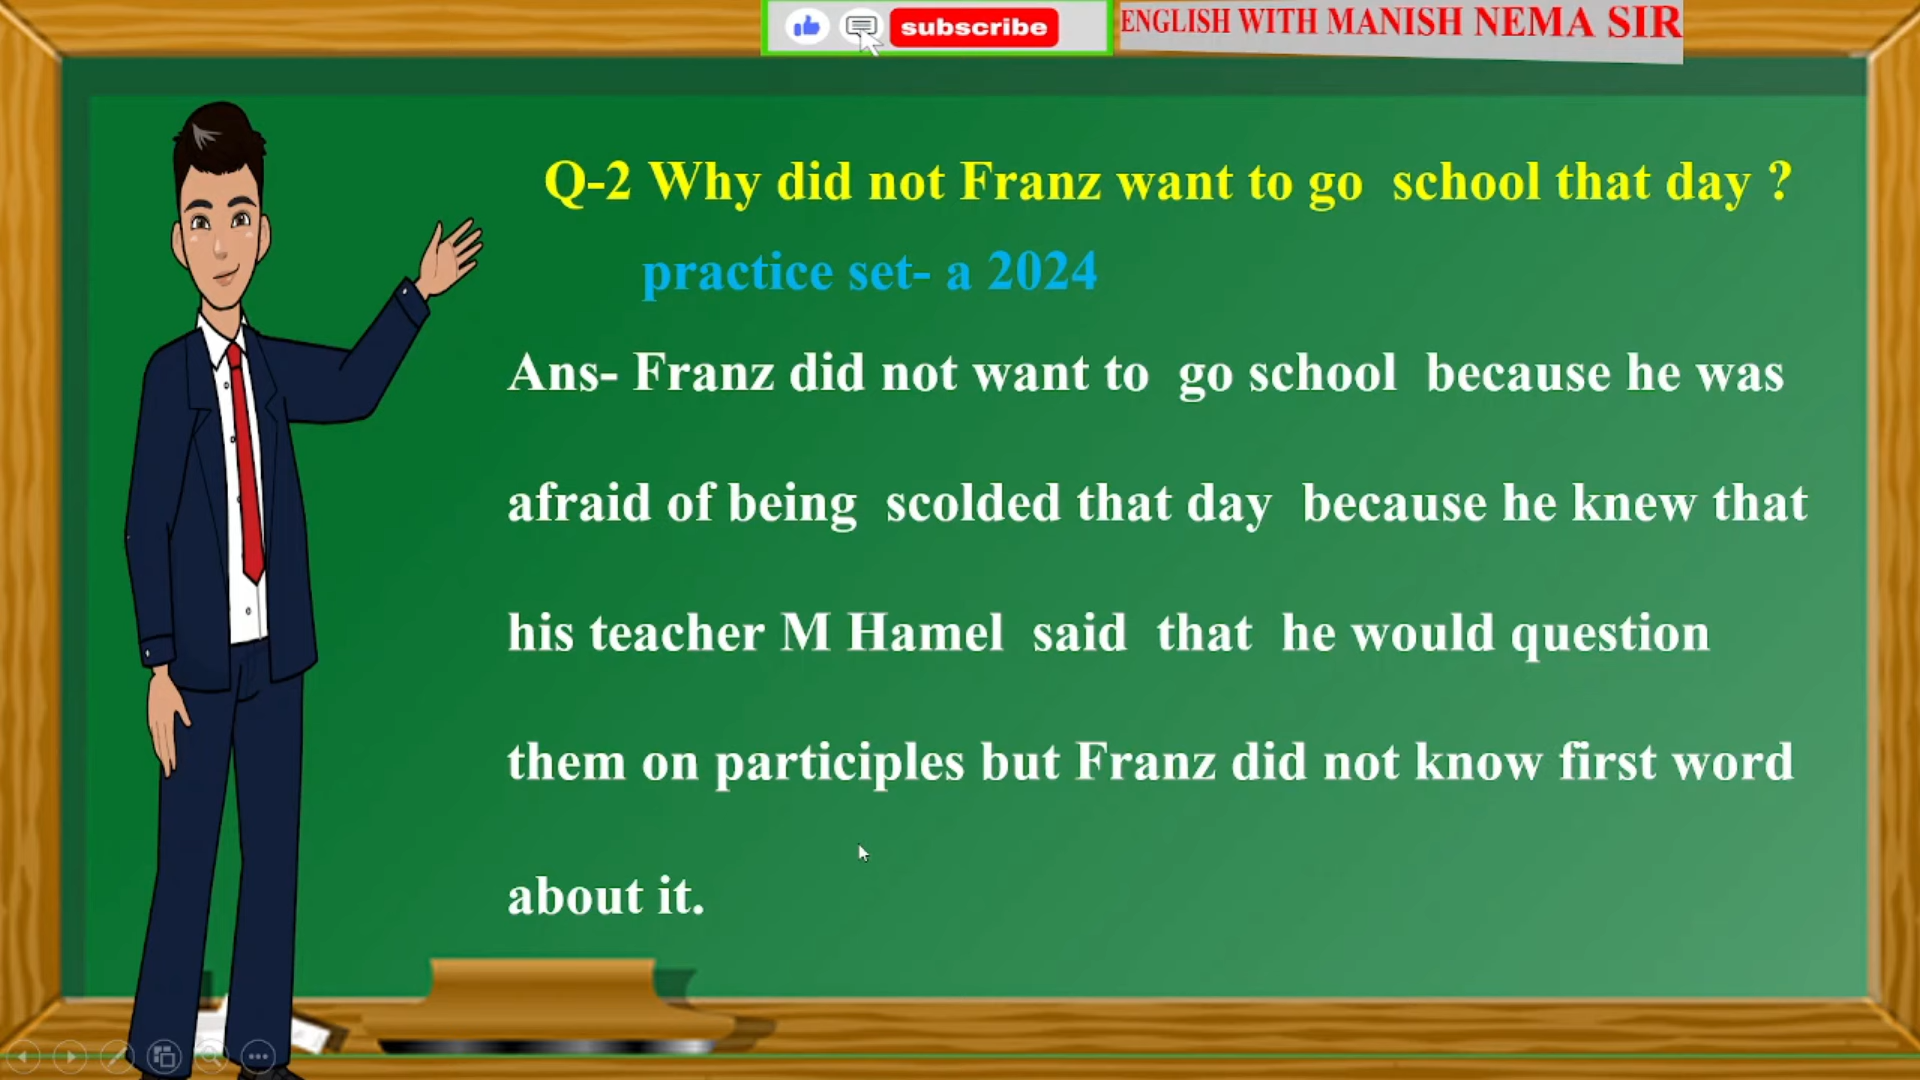 subscribe
ENGLISH WITH MANISH NEMA SIR
Q-2 Why did not Franz want to go school that day ?
practice set- a 2024
Ans- Franz did not want to go school because he was
afraid of being scolded that day because he knew that
his teacher M Hamel said that he would question
them on participles but Franz did not know first word
about it.